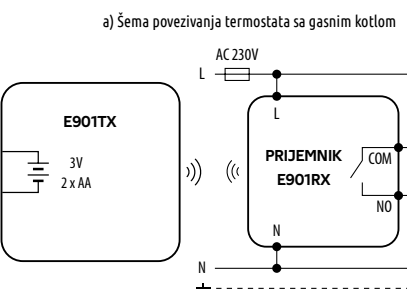 a) Šema povezivanja termostata sa gasnim kotlom
AC 230V
L
L
E901TX
3V
2 x AA
PRIJEMNIK
E901RX
COM
NO
N
N